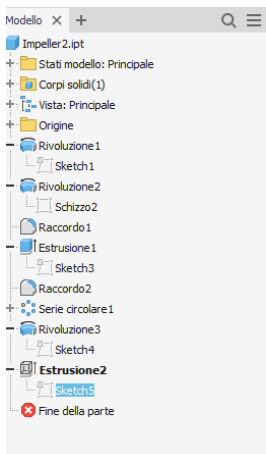 Modello
Impeller2.ipt
Stati modello: Principale
Corpi solidi(1)
Vista: Principale
Origine
Rivoluzione1
Sketch1
Rivoluzione2
Schizzo2
Raccordo1
Estrusione1
Sketch3
Raccordo2
Serie circolare1
Rivoluzione3
Sketch4
Estrusione2
Sketch5
Fine della parte